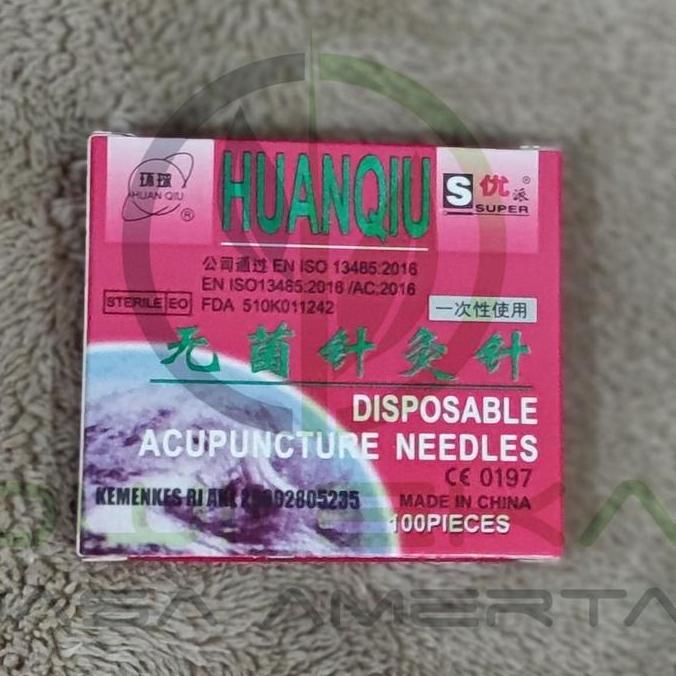 环球
HUAN QIU
®
HUANQIU
S 优派®
SUPER
公司通过 EN ISO 13485:2016
EN ISO13485:2016 /AC:2016
STERILE EO
FDA 510K011242
一次性使用
无菌针灸针
DISPOSABLE
ACUPUNCTURE NEEDLES
CE 0197
KEMENKES RI AKL
MADE IN CHINA
100PIECES
AMERTA